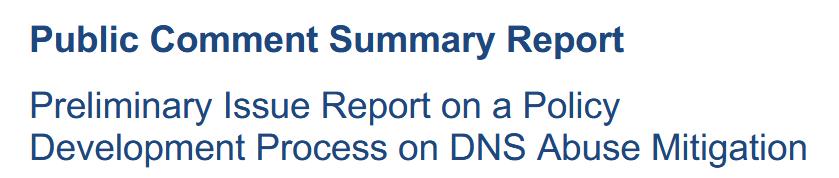 Public Comment Summary Report
Preliminary Issue Report on a Policy
Development Process on DNS Abuse Mitigation